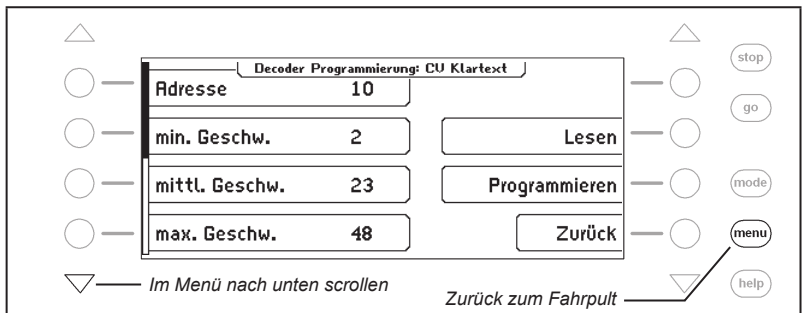 Decoder Programmierung: CV Klartext
Adresse 10
min. Geschw. 2
Lesen
mittl. Geschw. 23
Programmieren
max. Geschw. 48
Zurück
stop
go
mode
menu
help
Im Menü nach unten scrollen
Zurück zum Fahrpult